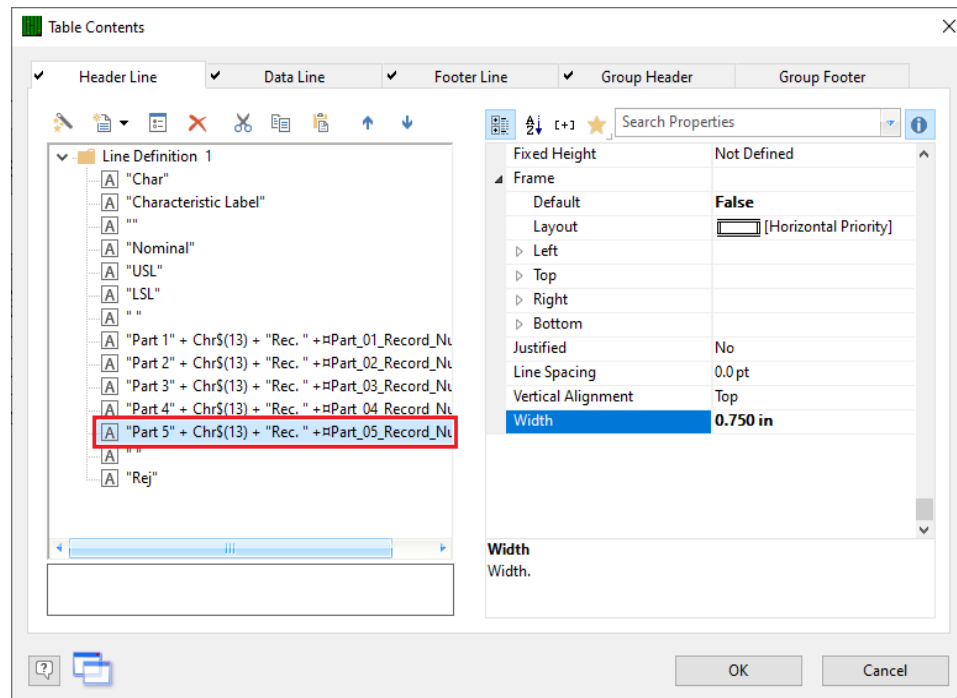 Table Contents
Header Line
Data Line
Footer Line
Group Header
Group Footer
Search Properties
Line Definition 1
"Char"
"Characteristic Label"
""
"Nominal"
"USL"
"LSL"
" "
"Part 1" + Chr$(13) + "Rec. " +¤Part_01_Record_Nu
"Part 2" + Chr$(13) + "Rec. " +¤Part_02_Record_Nu
"Part 3" + Chr$(13) + "Rec. " +¤Part_03_Record_Nu
"Part 4" + Chr$(13) + "Rec. " +¤Part_04_Record_Nu
"Part 5" + Chr$(13) + "Rec. " +¤Part_05_Record_Nu
" "
"Rej"
Fixed Height Not Defined
Frame
Default False
Layout [Horizontal Priority]
Left
Top
Right
Bottom
Justified No
Line Spacing 0.0 pt
Vertical Alignment Top
Width 0.750 in
Width
Width.
OK
Cancel